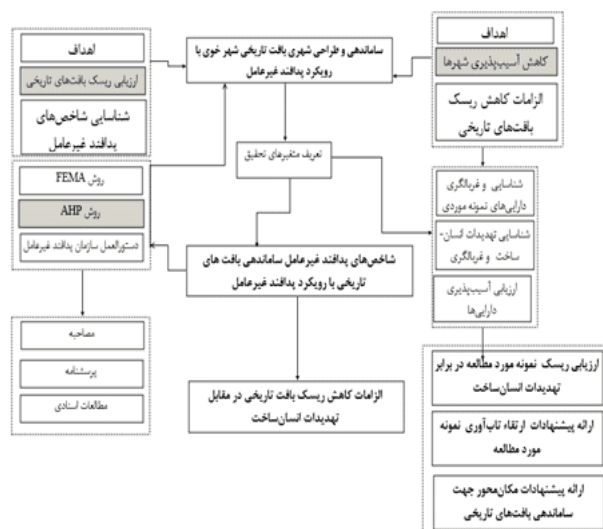 ساماندهی و طراحی شهری بافت تاریخی شهر خوی با
رویکرد پدافند غیرعامل
اهداف
کاهش آسیب‌پذیری شهرها
الزامات کاهش ریسک
بافت‌های تاریخی
اهداف
ارزیابی ریسک بافت‌های تاریخی
شناسایی شاخص‌های
پدافند غیرعامل
تعریف متغیرهای تحقیق
روش FEMA
روش AHP
دستورالعمل سازمان پدافند غیرعامل
شناسایی و غربالگری
دارایی‌های نمونه موردی
شناسایی تهدیدات انسان-
ساخت و غربالگری
ارزیابی آسیب‌پذیری
دارایی‌ها
شاخص‌های پدافند غیرعامل ساماندهی بافت های
تاریخی با رویکرد پدافند غیرعامل
مصاحبه
پرسشنامه
مطالعات اسنادی
الزامات کاهش ریسک بافت تاریخی در مقابل
تهدیدات انسان‌ساخت
ارزیابی ریسک نمونه مورد مطالعه در برابر
تهدیدات انسان‌ساخت
ارائه پیشنهادات ارتقاء تاب‌آوری نمونه
مورد مطالعه
ارائه پیشنهادات مکان‌محور جهت
ساماندهی بافت‌های تاریخی